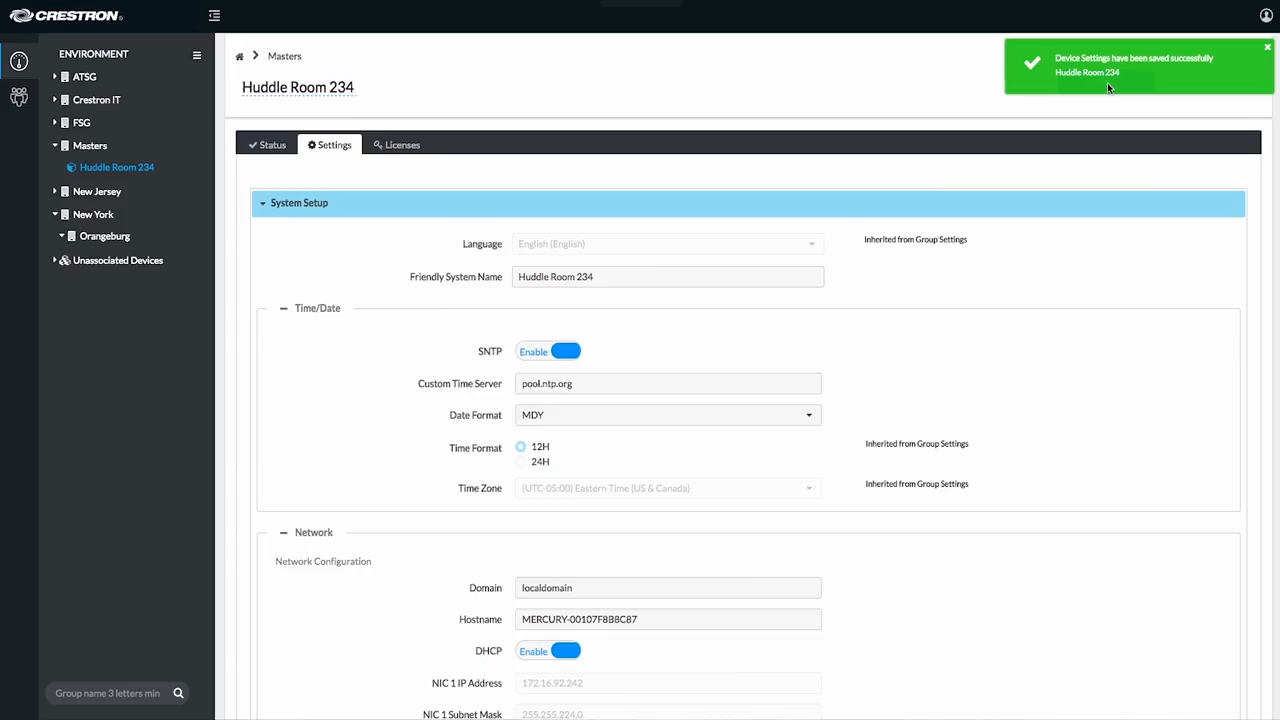 CRESTRON
ENVIRONMENT
ATSG
Crestron IT
FSG
Masters
Huddle Room 234
New Jersey
New York
Orangeburg
Unassociated Devices
Group name 3 letters min
Masters
Huddle Room 234
Device Settings have been saved successfully
Huddle Room 234
Status
Settings
Licenses
System Setup
Language
English (English)
Inherited from Group Settings
Friendly System Name
Huddle Room 234
Time/Date
SNTP
Enable
Custom Time Server
pool.ntp.org
Date Format
MDY
Time Format
12H
Inherited from Group Settings
24H
Time Zone
(UTC-05:00) Eastern Time (US & Canada)
Inherited from Group Settings
Network
Network Configuration
Domain
localdomain
Hostname
MERCURY-00107F8B8C87
DHCP
Enable
NIC 1 IP Address
172.16.92.242
NIC 1 Subnet Mask
255.255.224.0